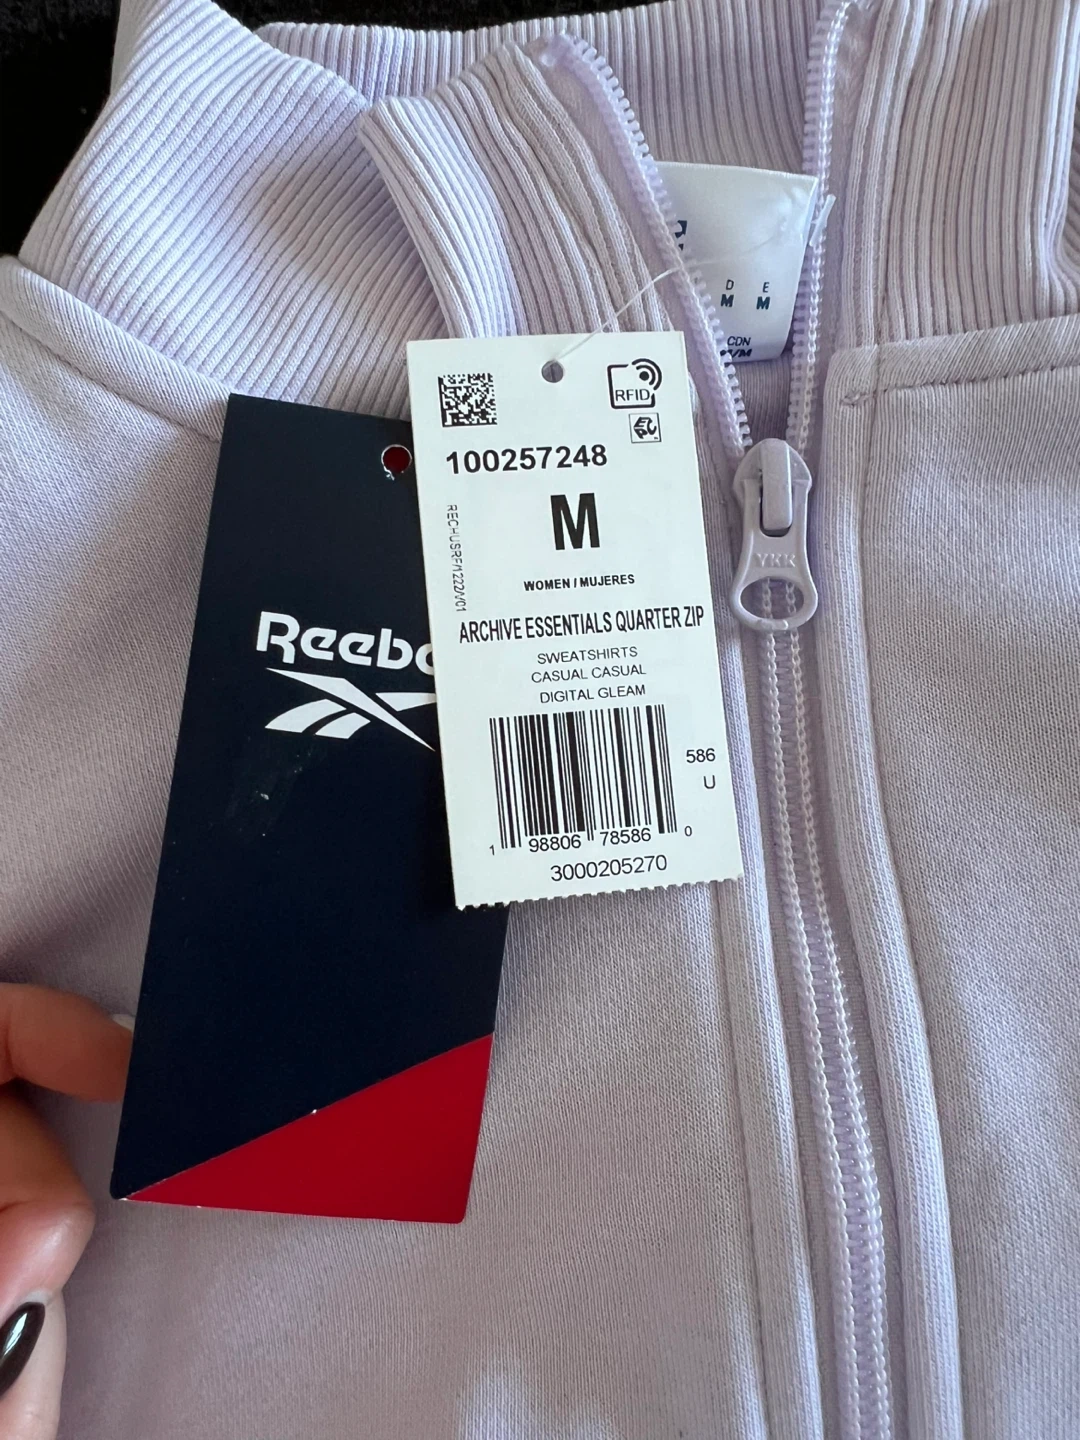 D E
M M
CDN
RFID
100257248
M
WOMEN / MUJERES
ARCHIVE ESSENTIALS QUARTER ZIP
SWEATSHIRTS
CASUAL CASUAL
DIGITAL GLEAM
586
U
1 98806 78586 0
3000205270
YKK